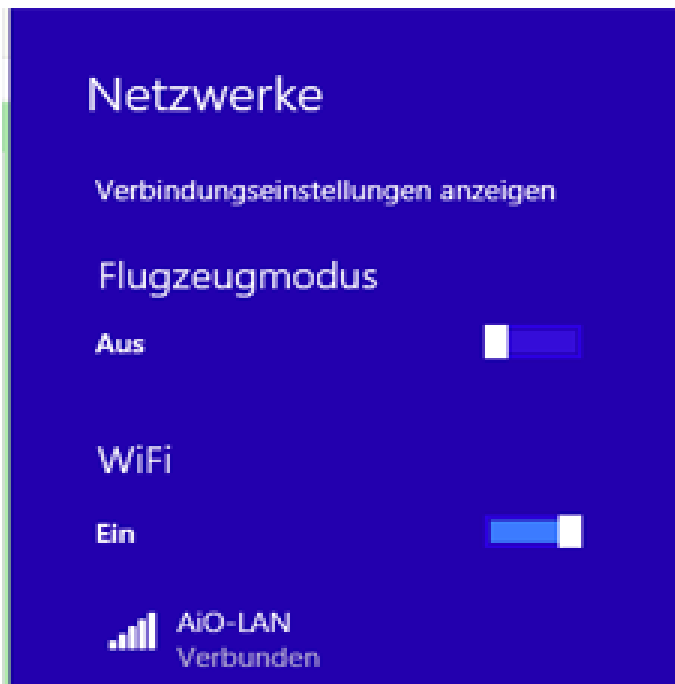 Netzwerke
Verbindungseinstellungen anzeigen
Flugzeugmodus
Aus
WiFi
Ein
AiO-LAN
Verbunden